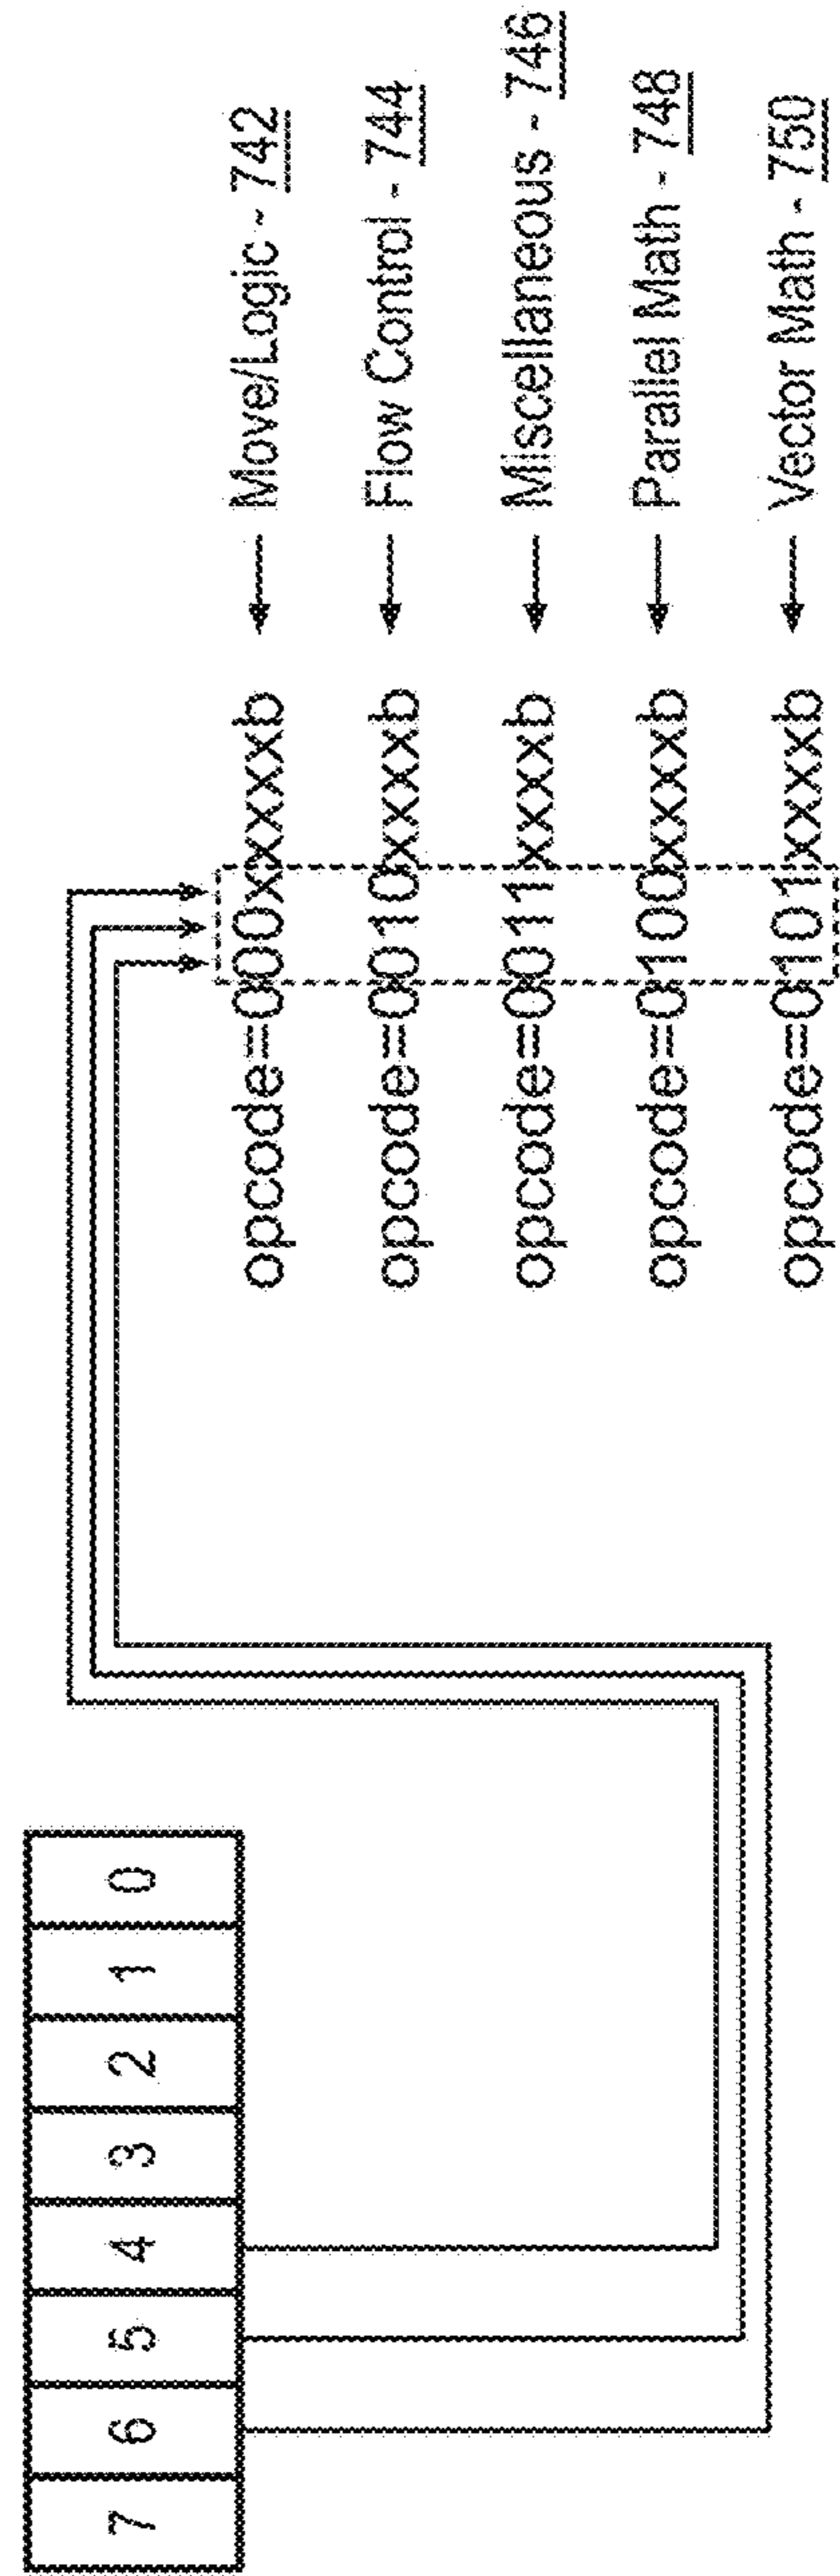 7 6 5 4 3 2 1 0
opcode=000xxxxxb Move/Logic - 742
opcode=0010xxxxb Flow Control - 744
opcode=0011xxxxb Miscellaneous - 746
opcode=0100xxxxb Parallel Math - 748
opcode=0101xxxxb Vector Math - 750